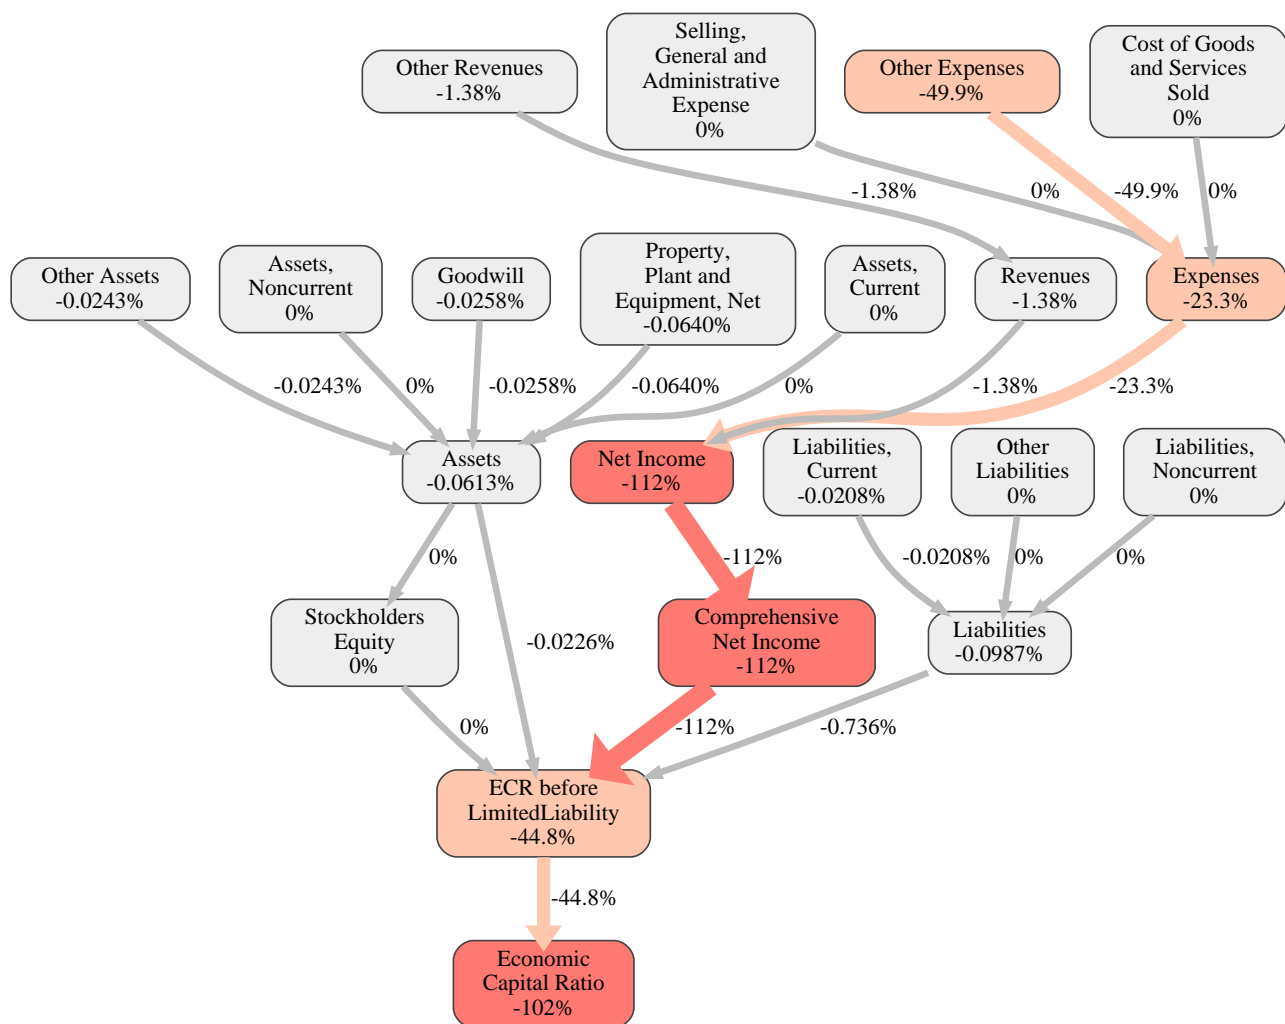 Other Revenues
-1.38%
Selling,
General and
Administrative
Expense
0%
Other Expenses
-49.9%
Cost of Goods
and Services
Sold
0%
-1.38%
0%
-49.9%
0%
Other Assets
-0.0243%
Assets,
Noncurrent
0%
Goodwill
-0.0258%
Property,
Plant and
Equipment, Net
-0.0640%
Assets,
Current
0%
Revenues
-1.38%
Expenses
-23.3%
-0.0243%
0%
-0.0258%
-0.0640%
0%
-1.38%
-23.3%
Assets
-0.0613%
Net Income
-112%
Liabilities,
Current
-0.0208%
Other
Liabilities
0%
Liabilities,
Noncurrent
0%
0%
-112%
-0.0208%
0%
0%
Stockholders
Equity
0%
-0.0226%
Comprehensive
Net Income
-112%
Liabilities
-0.0987%
0%
-112%
-0.736%
ECR before
LimitedLiability
-44.8%
-44.8%
Economic
Capital Ratio
-102%